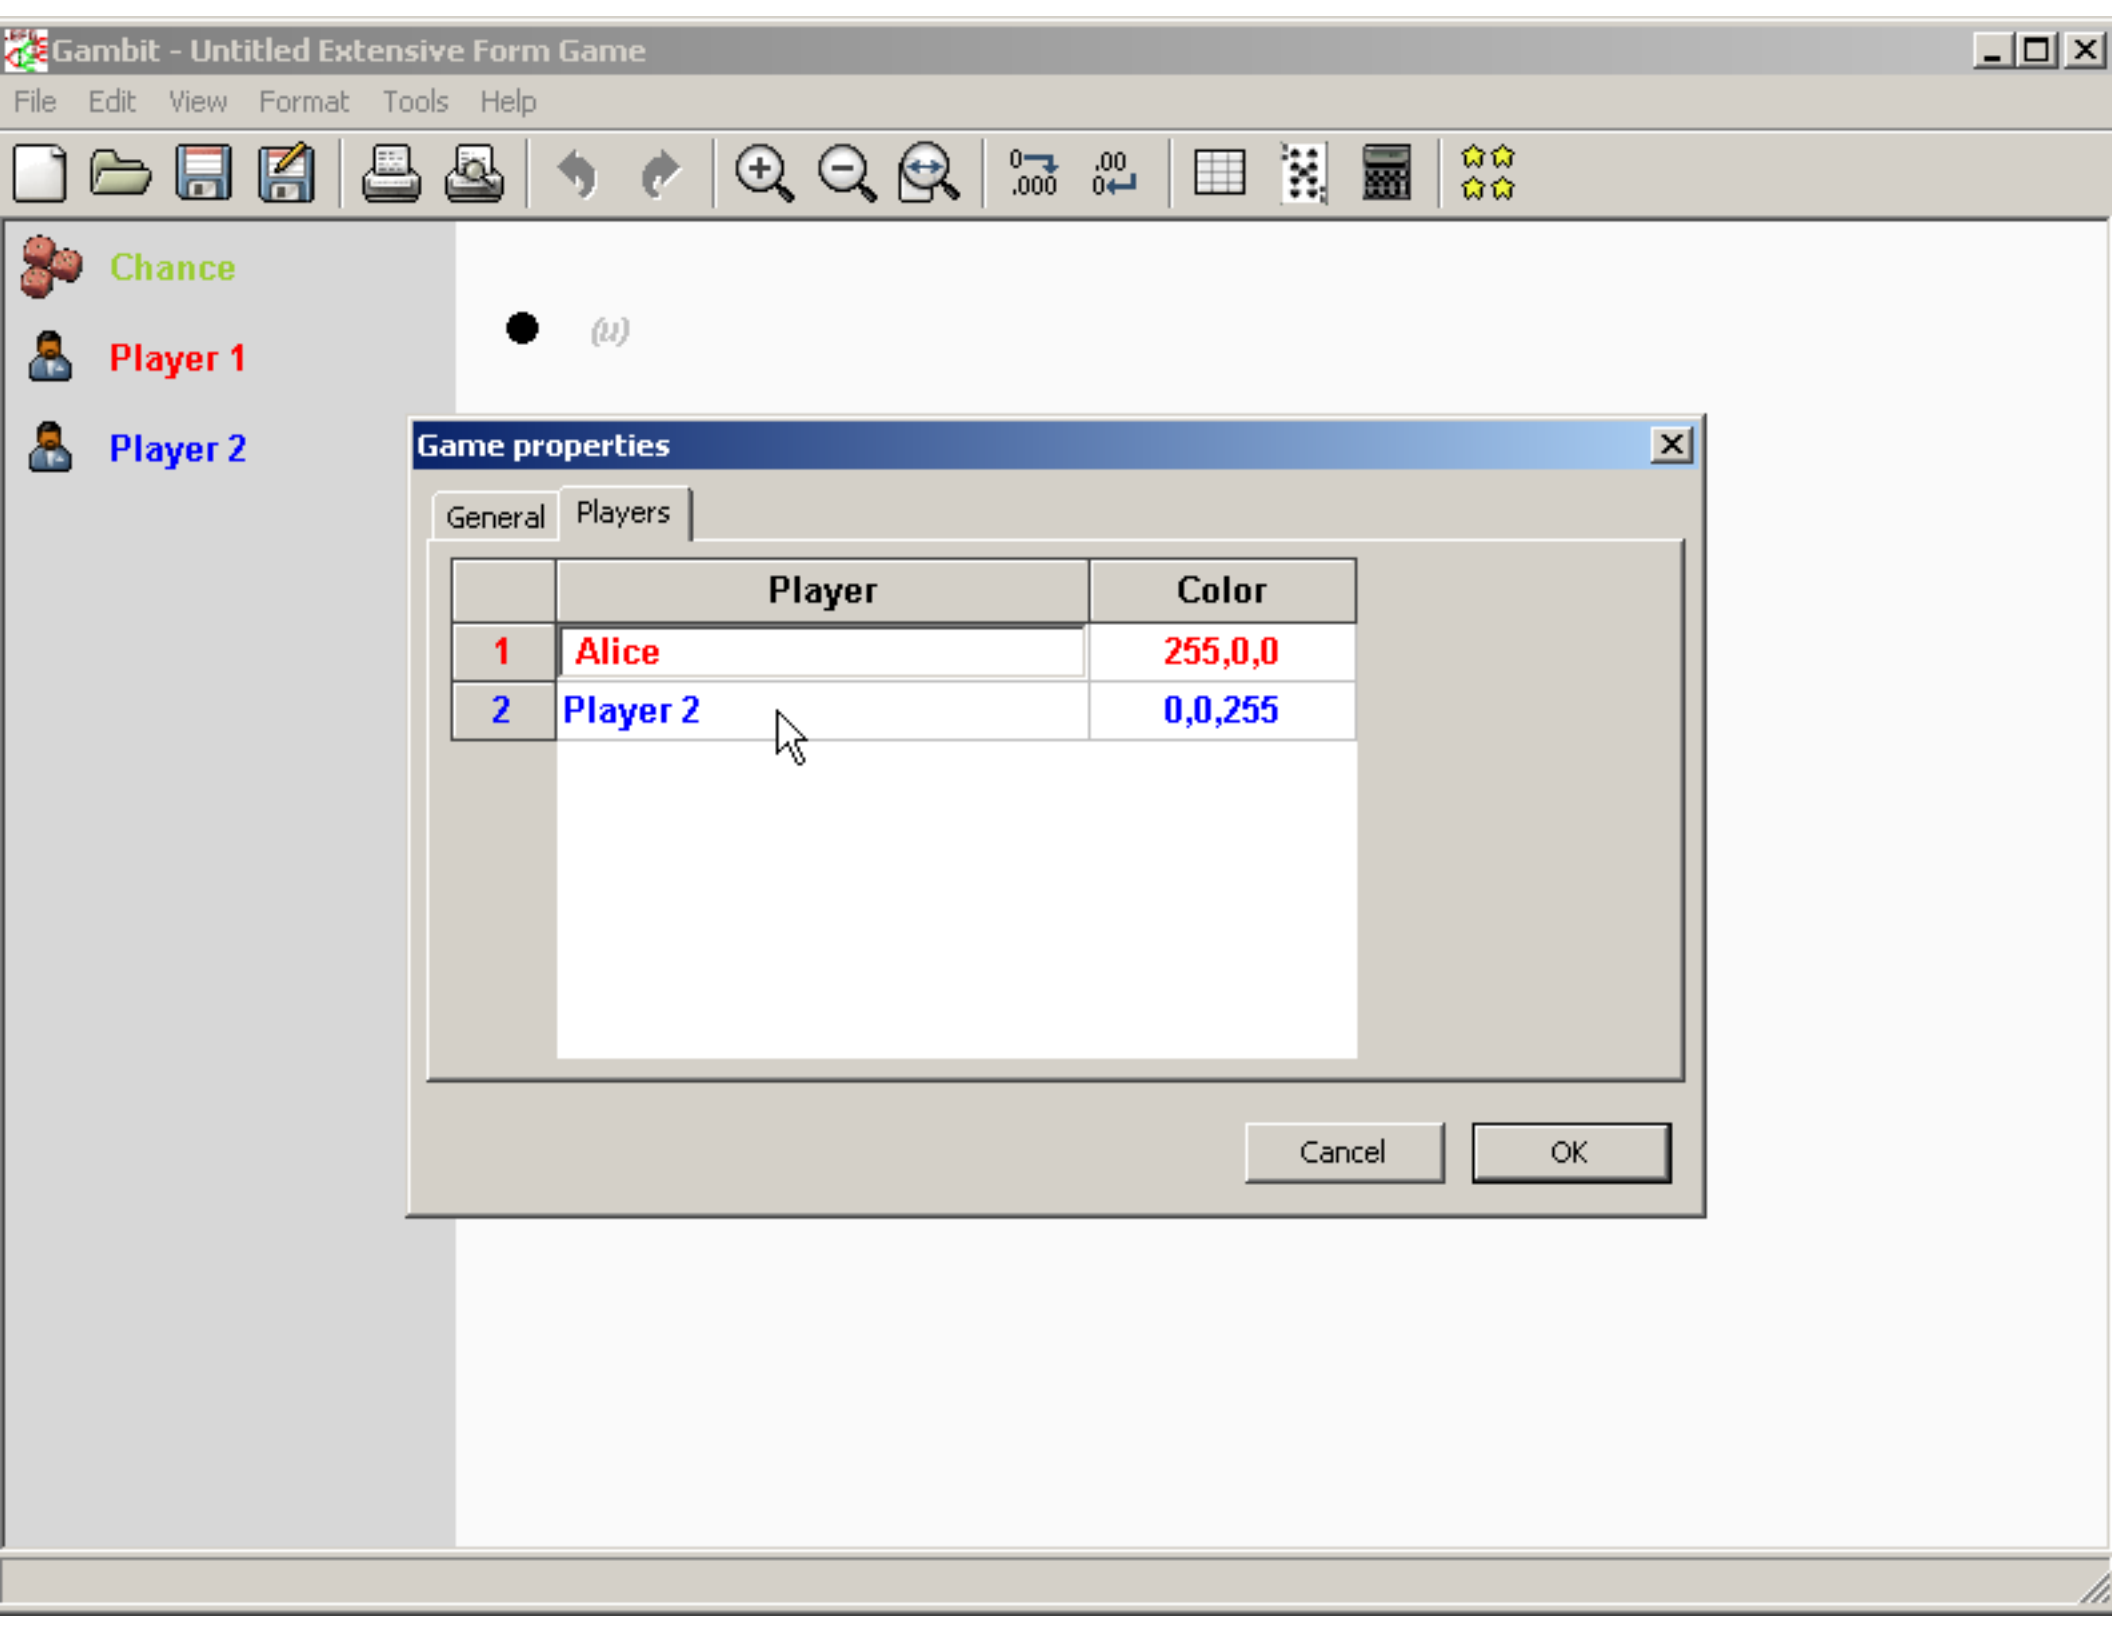 Gambit - Untitled Extensive Form Game
File Edit View Format Tools Help
0 .000 .00 0
Chance
Player 1
(u)
Player 2
Game properties
General Players
Player Color
1 Alice 255,0,0
2 Player 2 0,0,255
Cancel OK